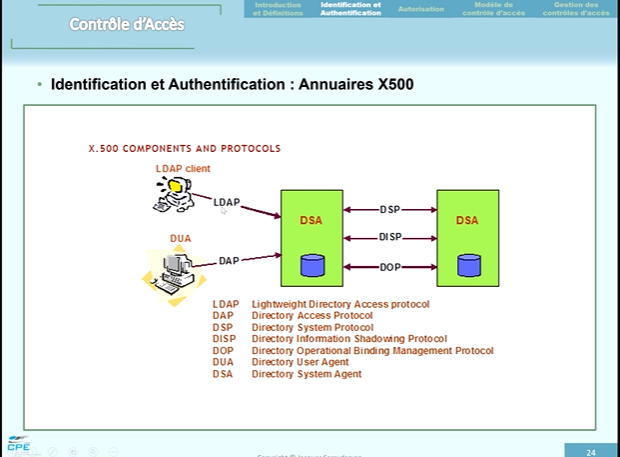 Contrôle d'Accès
Introduction
et Définitions
Identification et
Authentification
Autorisation
Modèle de
contrôle d'accès
Gestion des
contrôles d'accès
• Identification et Authentification : Annuaires X500
X.500 COMPONENTS AND PROTOCOLS
LDAP client
LDAP
DUA
DAP
DSA
DSP
DISP
DOP
DSA
LDAP Lightweight Directory Access protocol
DAP Directory Access Protocol
DSP Directory System Protocol
DISP Directory Information Shadowing Protocol
DOP Directory Operational Binding Management Protocol
DUA Directory User Agent
DSA Directory System Agent
CPE
24